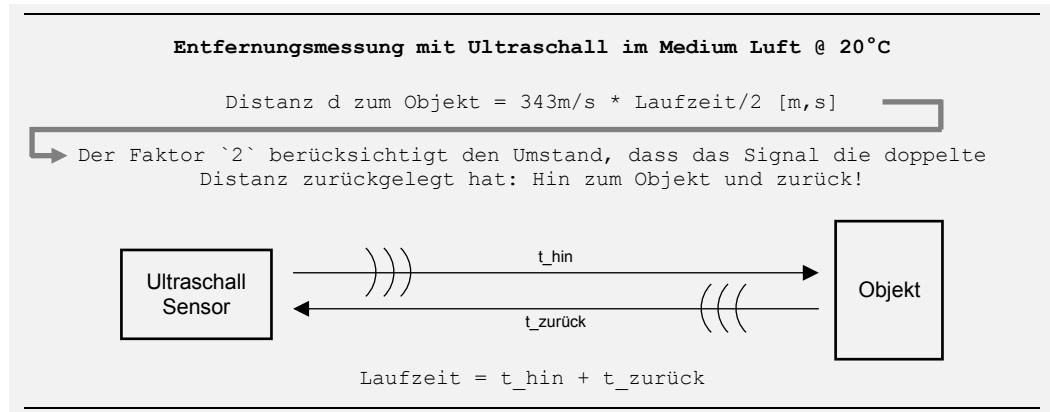 Entfernungsmessung mit Ultraschall im Medium Luft @ 20°C
Distanz d zum Objekt = 343m/s * Laufzeit/2 [m,s]
Der Faktor `2` berücksichtigt den Umstand, dass das Signal die doppelte
Distanz zurückgelegt hat: Hin zum Objekt und zurück!
Ultraschall
Sensor
t_hin
t_zurück
Objekt
Laufzeit = t_hin + t_zurück